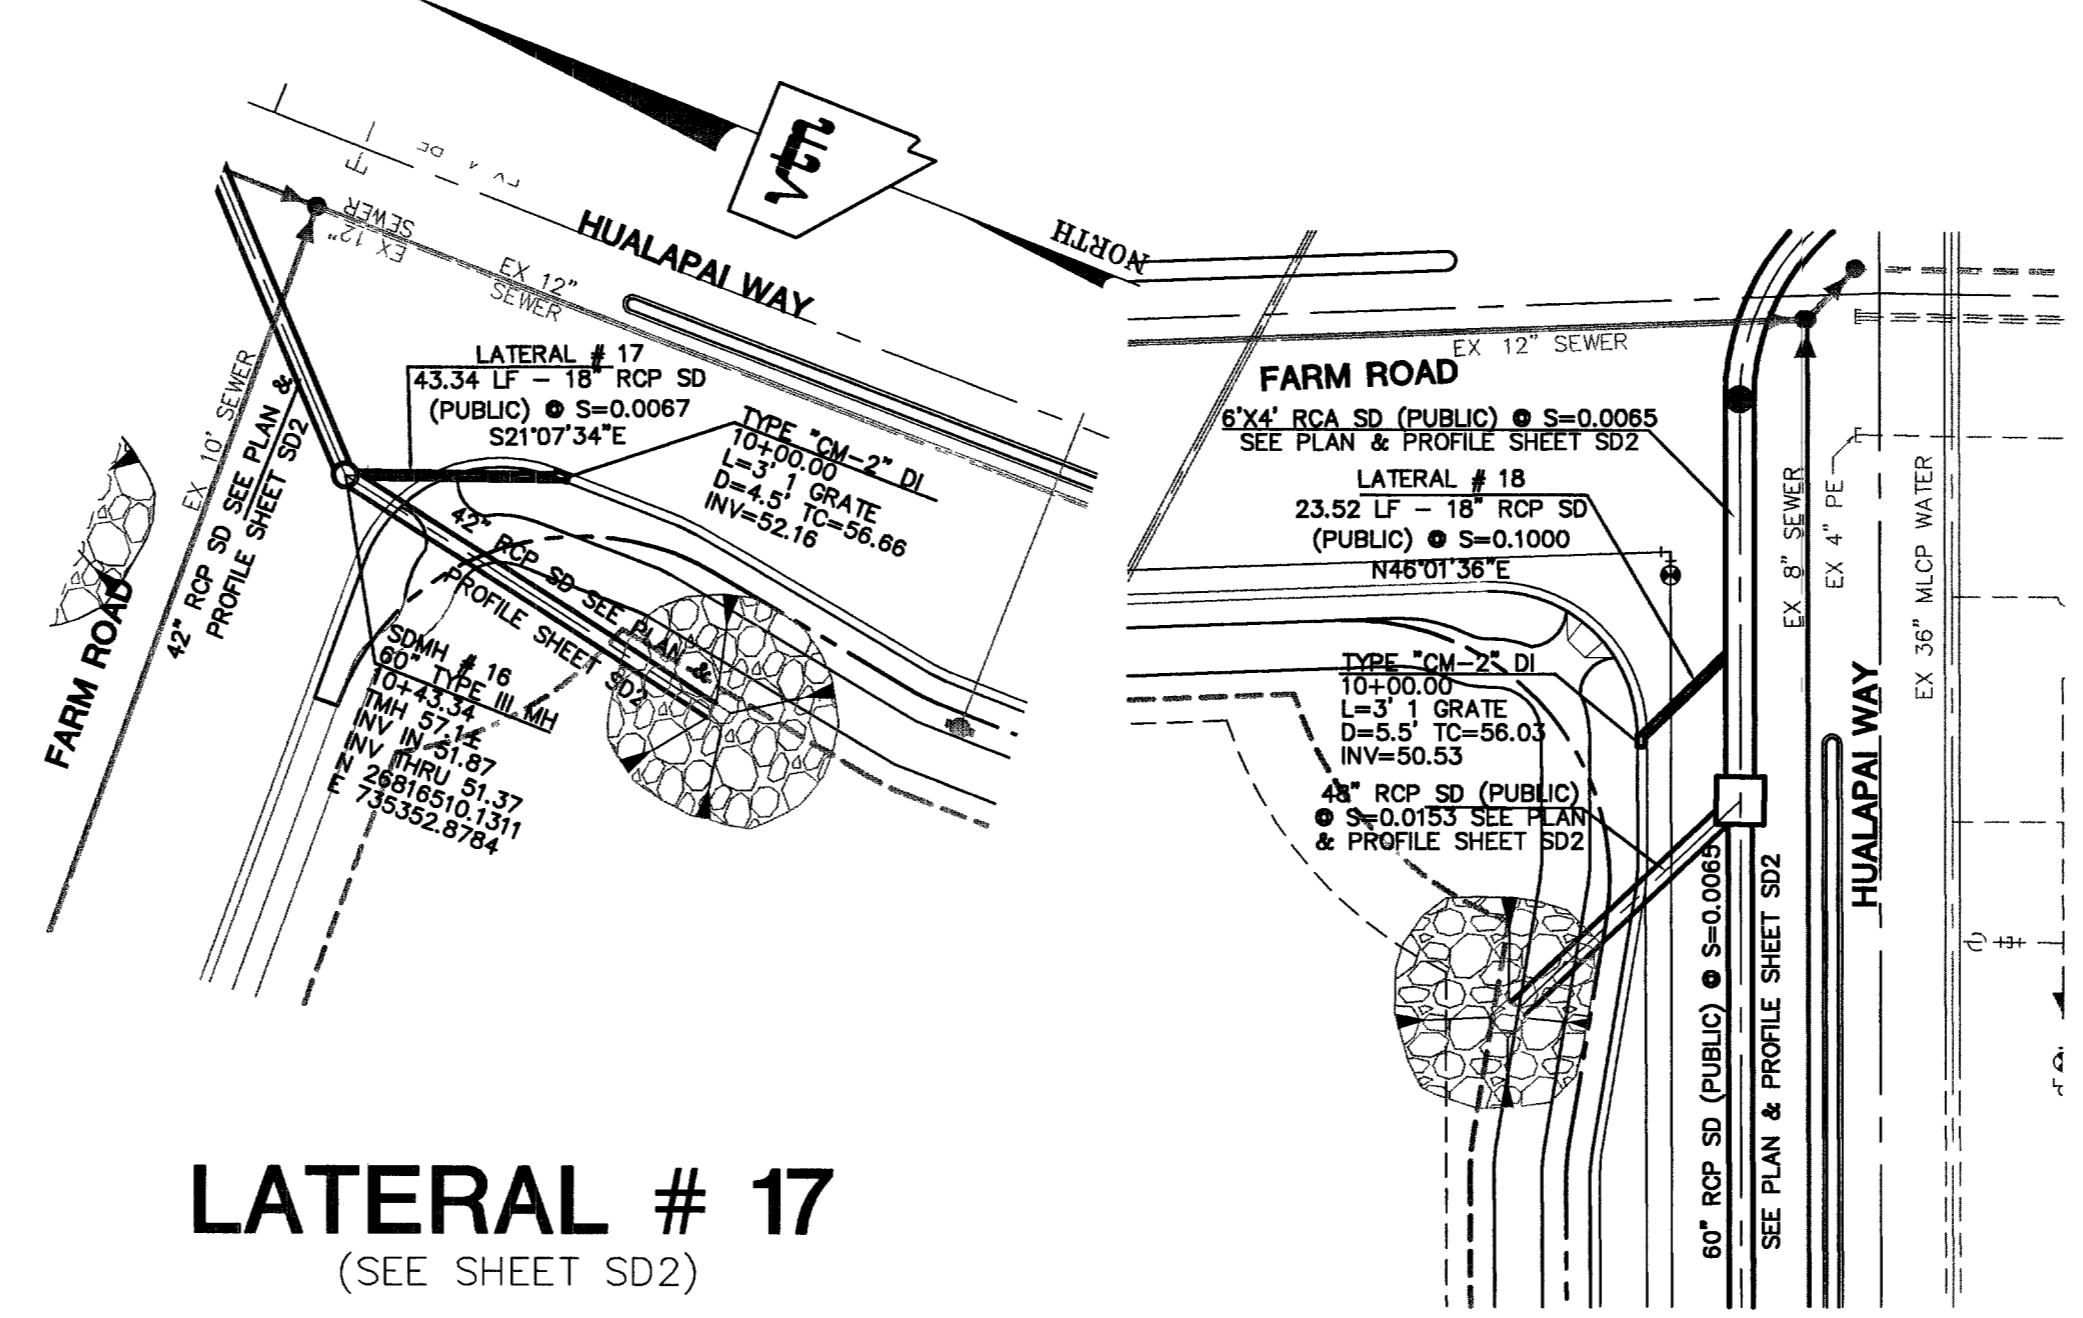 EX 12"
SEWER
EX 12"
SEWER
HUALAPAI WAY
NORTH
LATERAL # 17
43.34 LF - 18" RCP SD
(PUBLIC) @ S=0.0067
S21°07'34"E
TYPE "CM-2" DI
10+00.00
L=3' 1 GRATE
D=4.5' TC=56.66
INV=52.16
EX 10' SEWER
42" RCP SD SEE PLAN &
PROFILE SHEET SD2
FARM ROAD
42" RCP SD SEE PLAN &
PROFILE SHEET SD2
SDMH # 16
60" TYPE III MH
10+43.34
TMH 57.1±
INV IN 51.87
INV THRU 51.37
N 26816510.1311
E 735352.8784
LATERAL # 17
(SEE SHEET SD2)
EX 12" SEWER
FARM ROAD
6'X4' RCA SD (PUBLIC) @ S=0.0065
SEE PLAN & PROFILE SHEET SD2
LATERAL # 18
23.52 LF - 18" RCP SD
(PUBLIC) @ S=0.1000
N46°01'36"E
TYPE "CM-2" DI
10+00.00
L=3' 1 GRATE
D=5.5' TC=56.03
INV=50.53
48" RCP SD (PUBLIC)
@ S=0.0153 SEE PLAN
& PROFILE SHEET SD2
60" RCP SD (PUBLIC) @ S=0.0065
SEE PLAN & PROFILE SHEET SD2
EX 8" SEWER
EX 4" PE
HUALAPAI WAY
EX 36" MLCP WATER